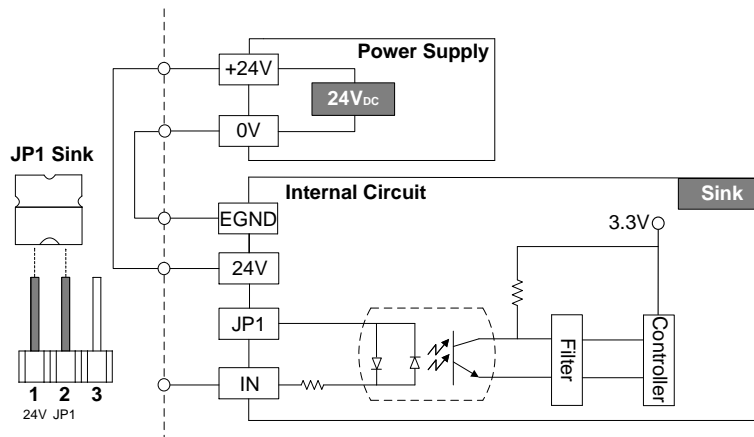 Power Supply
+24V
24VDC
0V
JP1 Sink
Internal Circuit
Sink
EGND
3.3V
24V
JP1
IN
Filter
Controller
1 2 3
24V JP1